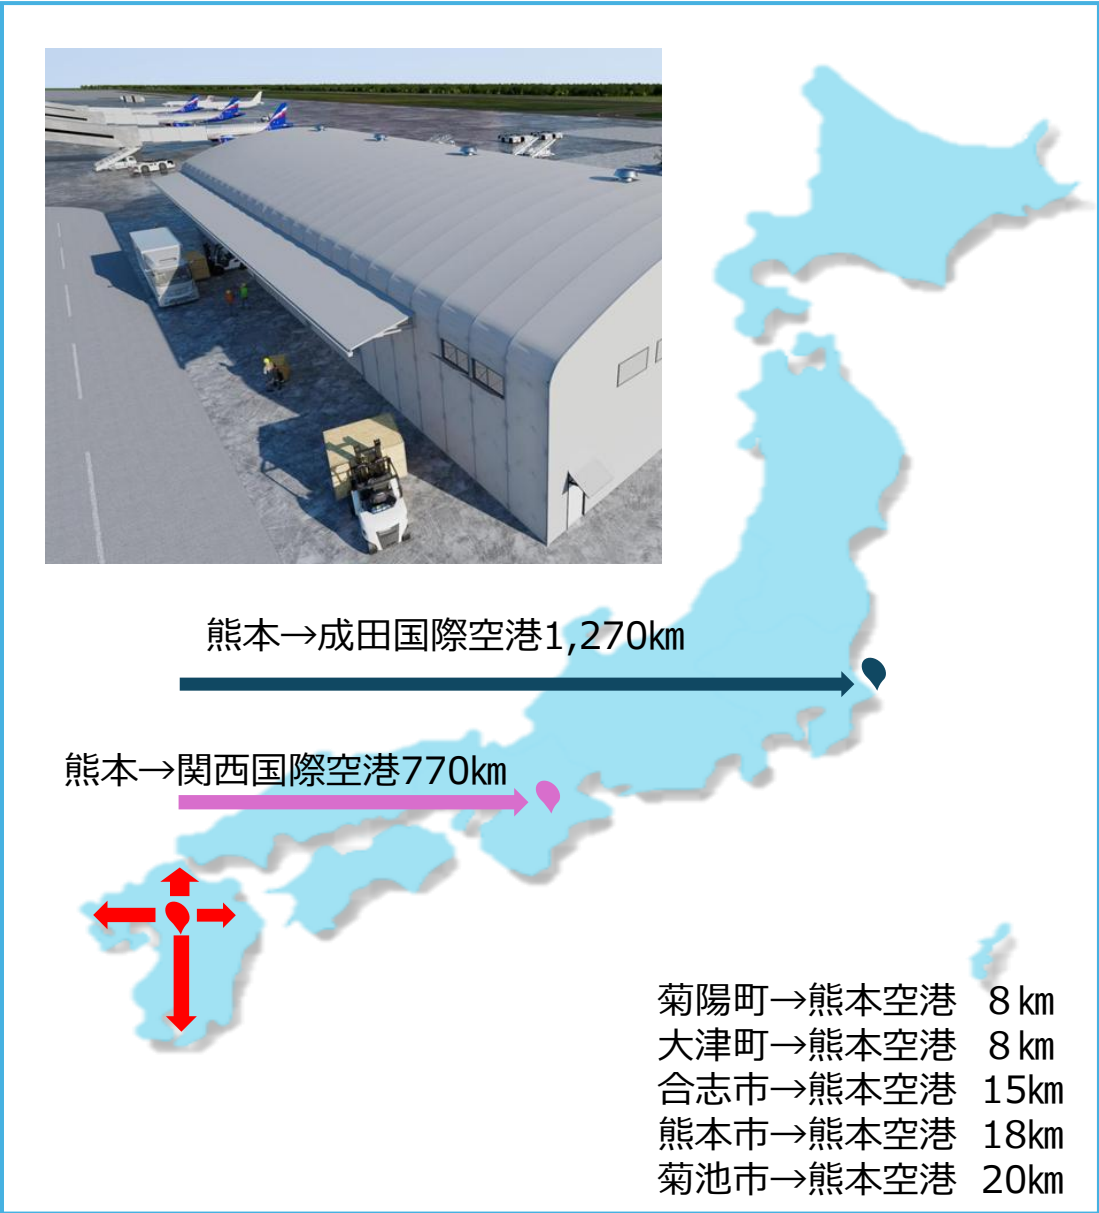 熊本→成田国際空港1,270㎞
熊本→関西国際空港770㎞
菊陽町→熊本空港 8㎞
大津町→熊本空港 8㎞
合志市→熊本空港 15㎞
熊本市→熊本空港 18㎞
菊池市→熊本空港 20㎞